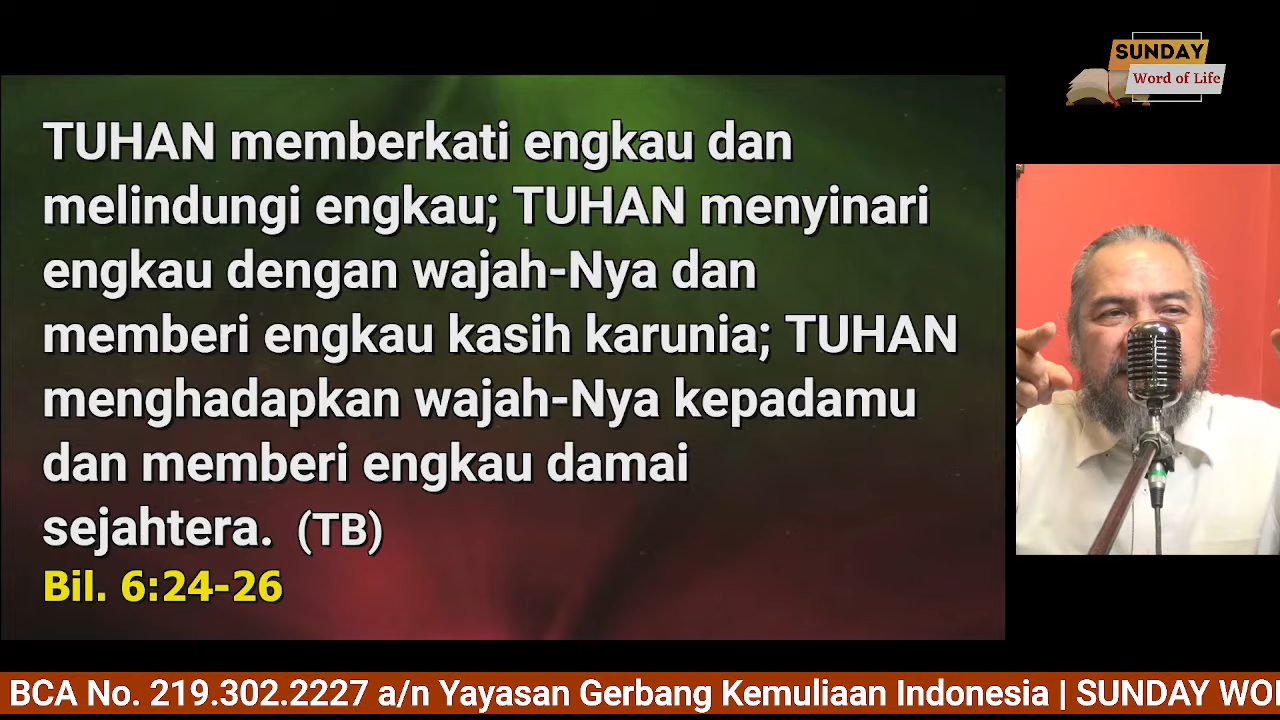 SUNDAY
Word of Life
TUHAN memberkati engkau dan
melindungi engkau; TUHAN menyinari
engkau dengan wajah-Nya dan
memberi engkau kasih karunia; TUHAN
menghadapkan wajah-Nya kepadamu
dan memberi engkau damai
sejahtera. (TB)
Bil. 6:24-26
BCA No. 219.302.2227 a/n Yayasan Gerbang Kemuliaan Indonesia | SUNDAY